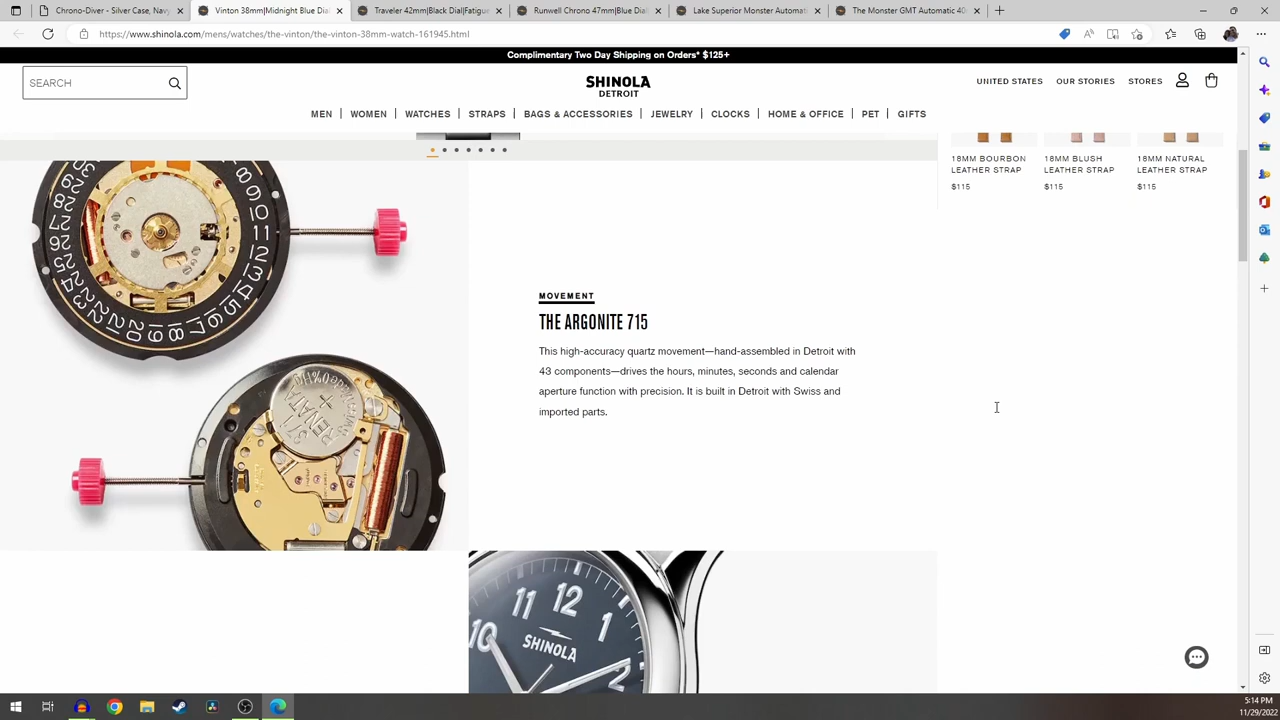 Chrono-Diver - Silver Case, Navy
Vinton 38mm|Midnight Blue Dia
Traveler 42mm|Black Dial|Fatigue
Runwell Chrono 47mm|Blue Dial
Lake Superior Monster Automatic
The Monster GMT Automatic 40
https://www.shinola.com/mens/watches/the-vinton/the-vinton-38mm-watch-161945.html
Complimentary Two Day Shipping on Orders* $125+
SEARCH
SHINOLA
DETROIT
UNITED STATES
OUR STORIES
STORES
MEN
WOMEN
WATCHES
STRAPS
BAGS & ACCESSORIES
JEWELRY
CLOCKS
HOME & OFFICE
PET
GIFTS
18MM BOURBON
LEATHER STRAP
$115
18MM BLUSH
LEATHER STRAP
$115
18MM NATURAL
LEATHER STRAP
$115
MOVEMENT
THE ARGONITE 715
This high-accuracy quartz movement—hand-assembled in Detroit with
43 components—drives the hours, minutes, seconds and calendar
aperture function with precision. It is built in Detroit with Swiss and
imported parts.
RENATA
10 11 12 1 2
SHINOLA
5:14 PM
11/29/2022